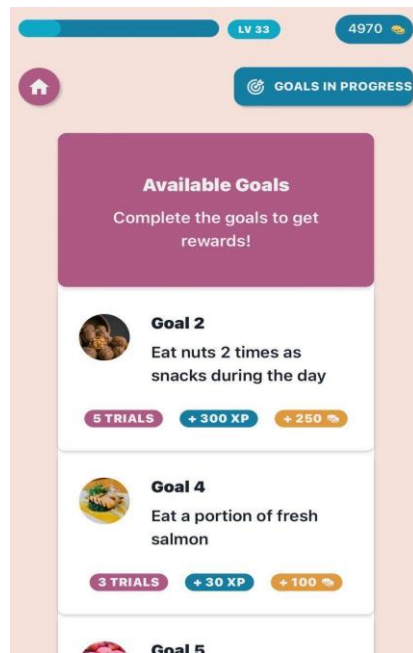 LV 33
4970
GOALS IN PROGRESS
Available Goals
Complete the goals to get
rewards!
Goal 2
Eat nuts 2 times as
snacks during the day
5 TRIALS + 300 XP + 250
Goal 4
Eat a portion of fresh
salmon
3 TRIALS + 30 XP + 100
Goal 5